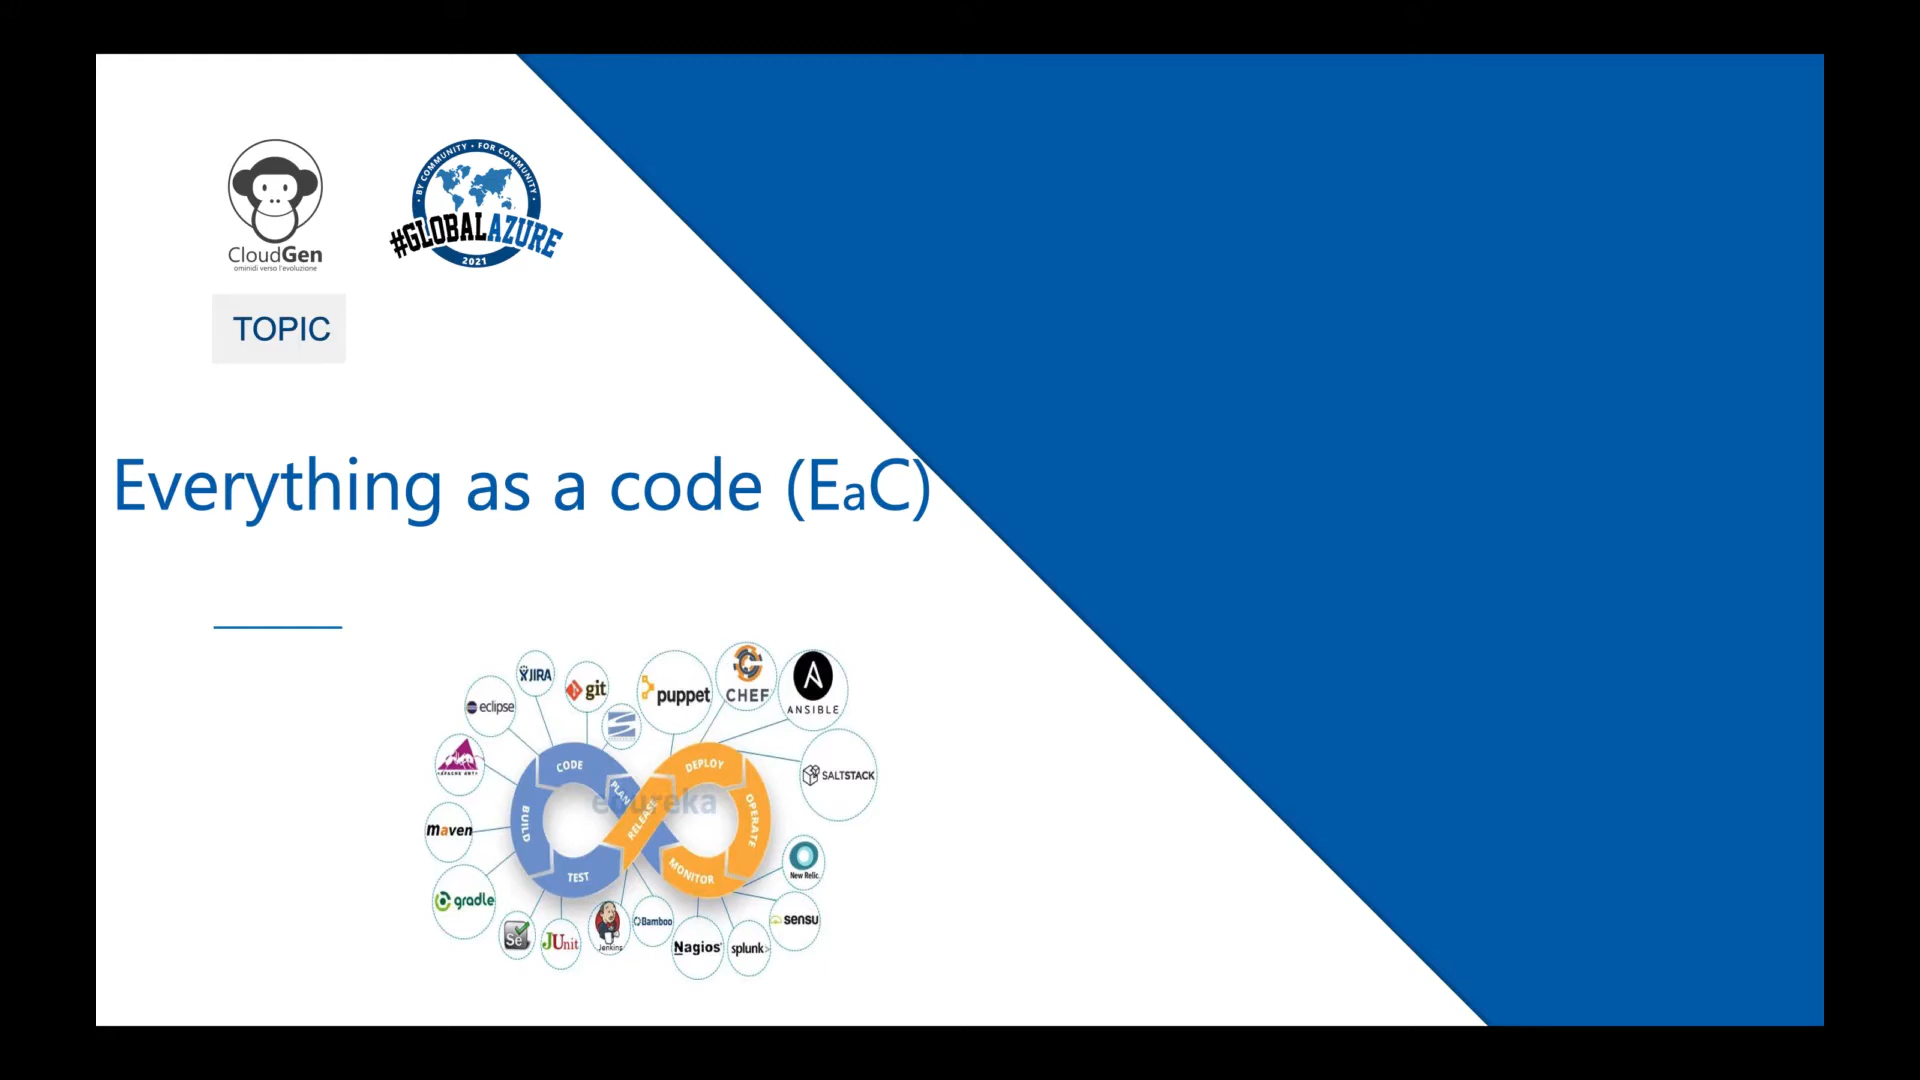 BY COMMUNITY • FOR COMMUNITY
#GLOBALAZURE
2021
CloudGen
ominidi verso l'evoluzione
TOPIC
Everything as a code (EaC)
JIRA
git
puppet
CHEF
ANSIBLE
eclipse
APACHE ANT
SALTSTACK
CODE
PLAN
DEPLOY
edureka
RELEASE
OPERATE
BUILD
maven
TEST
MONITOR
New Relic.
gradle
Se
JUnit
Jenkins
Bamboo
Nagios
splunk>
sensu